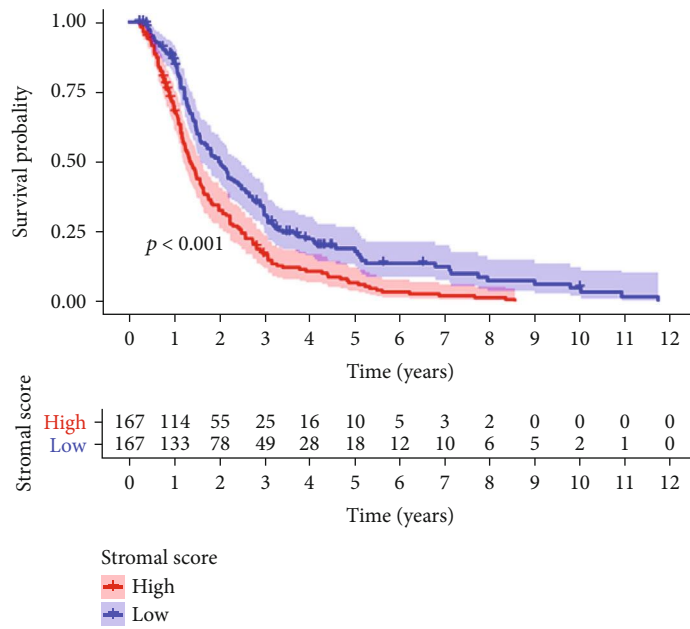 1.00
0.75
0.50
0.25
0.00
Survival probality
p < 0.001
0 1 2 3 4 5 6 7 8 9 10 11 12
Time (years)
Stromal score
High 167 114 55 25 16 10 5 3 2 0 0 0 0
Low 167 133 78 49 28 18 12 10 6 5 2 1 0
0 1 2 3 4 5 6 7 8 9 10 11 12
Time (years)
Stromal score
High
Low